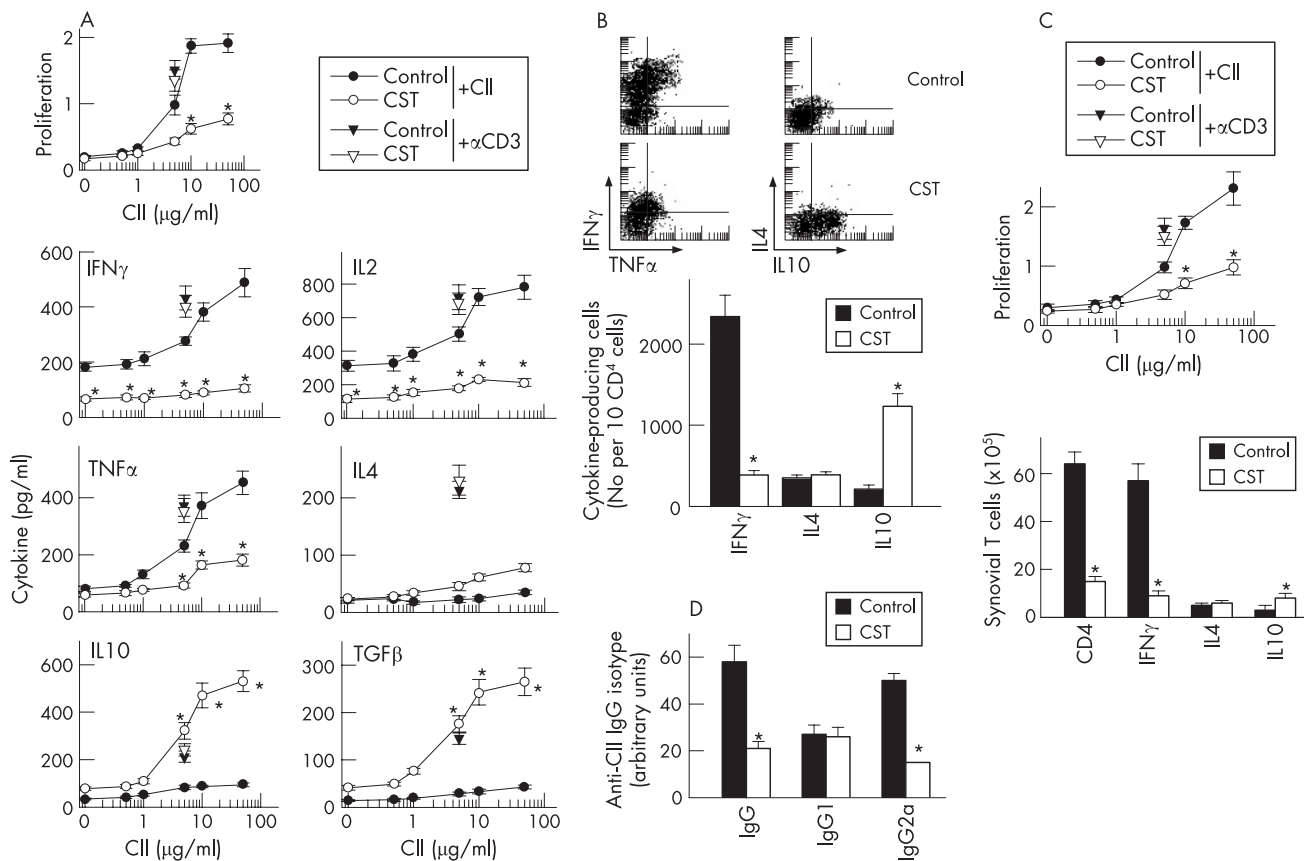 A
2
1
0
Proliferation
0
1
10
100
CII (μg/ml)
Control
CST
+CII
Control
CST
+αCD3
*
*
Cytokine (pg/ml)
IFNγ
600
400
200
0
* * * * * *
IL2
800
600
400
200
0
* * * * * *
TNFα
400
200
0
* * *
IL4
200
100
0
IL10
600
400
200
0
* * *
0
1
10
100
CII (μg/ml)
TGFβ
300
200
100
0
* * *
0
1
10
100
CII (μg/ml)
B
Control
CST
IFNγ
TNFα
IL4
IL10
Cytokine-producing cells
(No per 10 CD4 cells)
2000
1000
0
Control
CST
*
*
IFNγ
IL4
IL10
C
Control
CST
+CII
Control
CST
+αCD3
Proliferation
2
1
0
*
*
0
1
10
100
CII (μg/ml)
Synovial T cells (x105)
60
40
20
0
Control
CST
*
*
*
CD4
IFNγ
IL4
IL10
D
Anti-CII IgG isotype
(arbitrary units)
60
40
20
0
Control
CST
*
*
IgG
IgG1
IgG2α